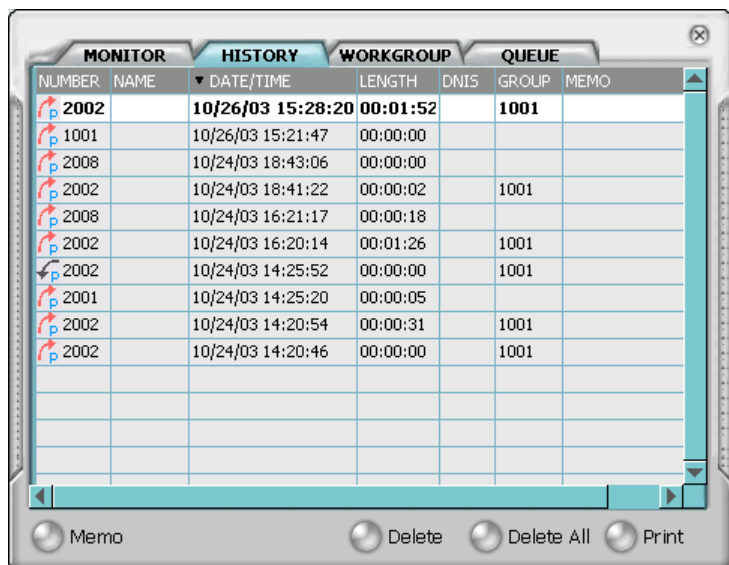 MONITOR HISTORY WORKGROUP QUEUE
NUMBER NAME ▼ DATE/TIME LENGTH DNIS GROUP MEMO
P 2002 10/26/03 15:28:20 00:01:52 1001
P 1001 10/26/03 15:21:47 00:00:00
P 2008 10/24/03 18:43:06 00:00:00
P 2002 10/24/03 18:41:22 00:00:02 1001
P 2008 10/24/03 16:21:17 00:00:18
P 2002 10/24/03 16:20:14 00:01:26 1001
P 2002 10/24/03 14:25:52 00:00:00 1001
P 2001 10/24/03 14:25:20 00:00:05
P 2002 10/24/03 14:20:54 00:00:31 1001
P 2002 10/24/03 14:20:46 00:00:00 1001
Memo Delete Delete All Print